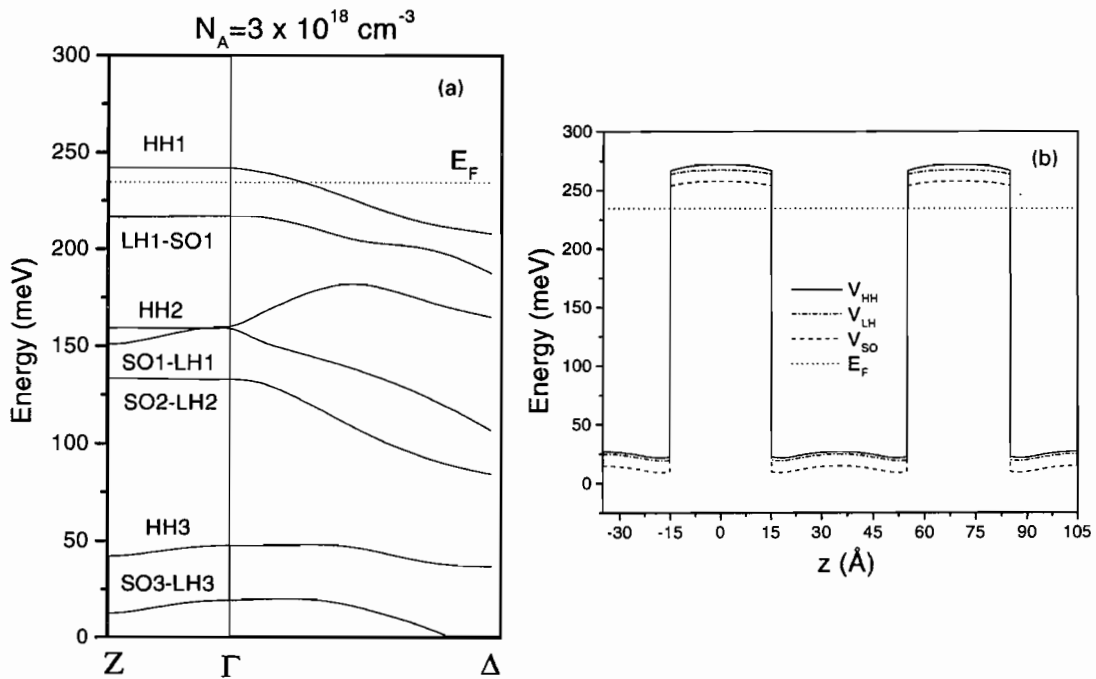 N_A=3 x 10^18 cm^-3
300
250
200
150
100
50
0
Energy (meV)
(a)
HH1
E_F
LH1-SO1
HH2
SO1-LH1
SO2-LH2
HH3
SO3-LH3
Z
Γ
Δ
300
250
200
150
100
50
0
Energy (meV)
(b)
V_HH
V_LH
V_SO
E_F
-30 -15 0 15 30 45 60 75 90 105
z (Å)